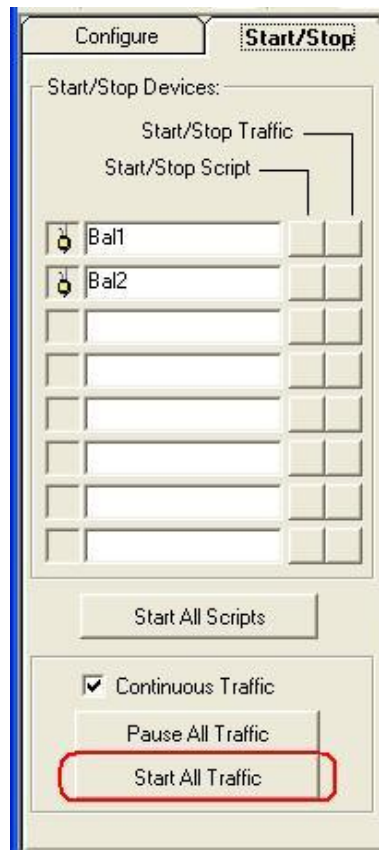 Configure
Start/Stop
Start/Stop Devices:
Start/Stop Traffic
Start/Stop Script
Bal1
Bal2
Start All Scripts
Continuous Traffic
Pause All Traffic
Start All Traffic